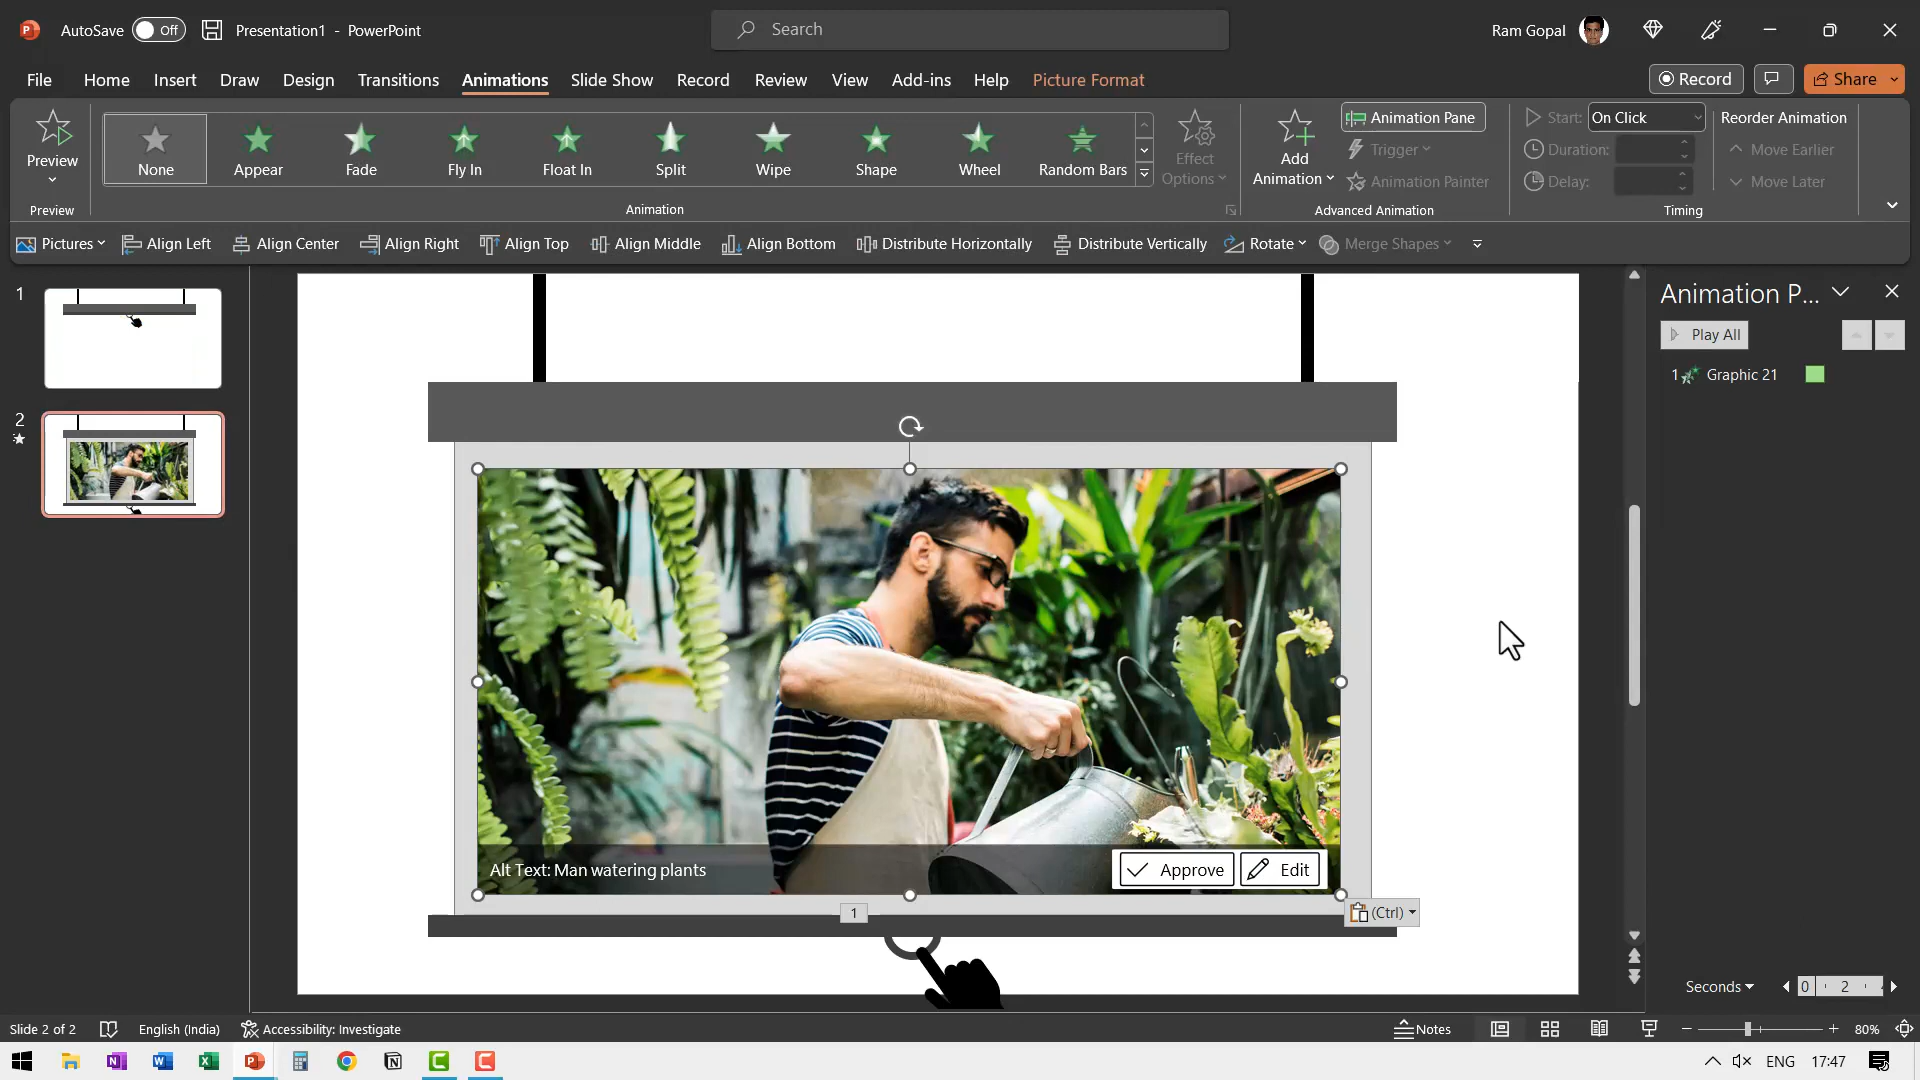 AutoSave Off Presentation1 - PowerPoint Search Ram Gopal
File Home Insert Draw Design Transitions Animations Slide Show Record Review View Add-ins Help Picture Format Record Share
Preview
None Appear Fade Fly In Float In Split Wipe Shape Wheel Random Bars
Effect Options
Add Animation
Animation Pane
Trigger
Animation Painter
Start: On Click
Duration:
Delay:
Reorder Animation
Move Earlier
Move Later
Preview Animation Advanced Animation Timing
Pictures Align Left Align Center Align Right Align Top Align Middle Align Bottom Distribute Horizontally Distribute Vertically Rotate Merge Shapes
1
2
Alt Text: Man watering plants Approve Edit
1
(Ctrl)
Animation P...
Play All
1 Graphic 21
Seconds 0 2
Slide 2 of 2 English (India) Accessibility: Investigate Notes 80%
ENG 17:47